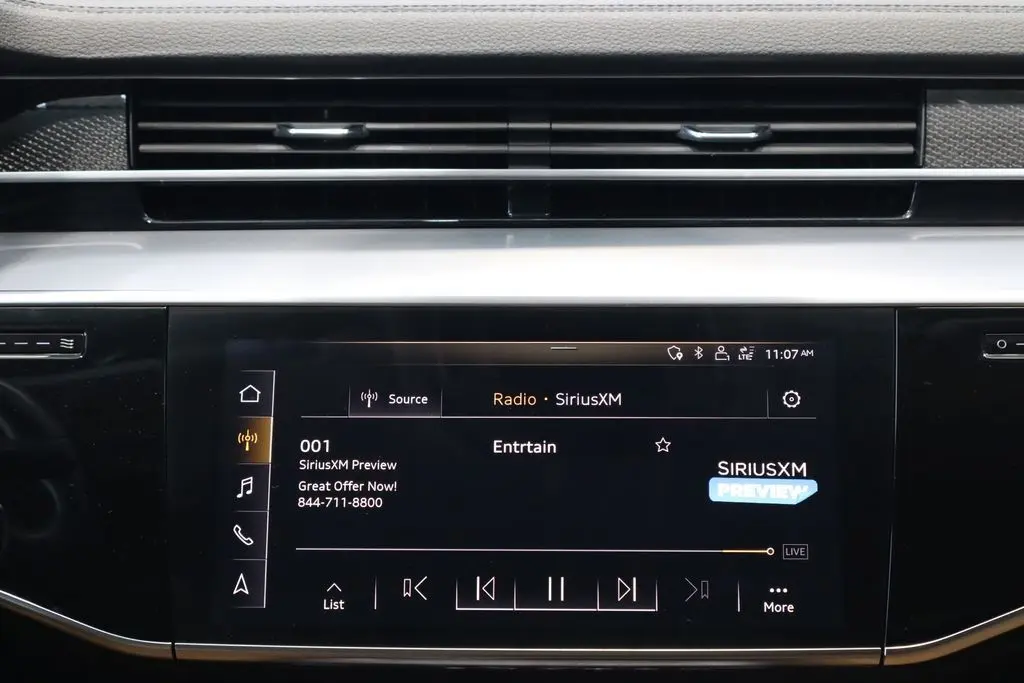 LTE
11:07 AM
Source
Radio · SiriusXM
001
Entrtain
SiriusXM Preview
Great Offer Now!
844-711-8800
SIRIUSXM
PREVIEW
LIVE
List
More